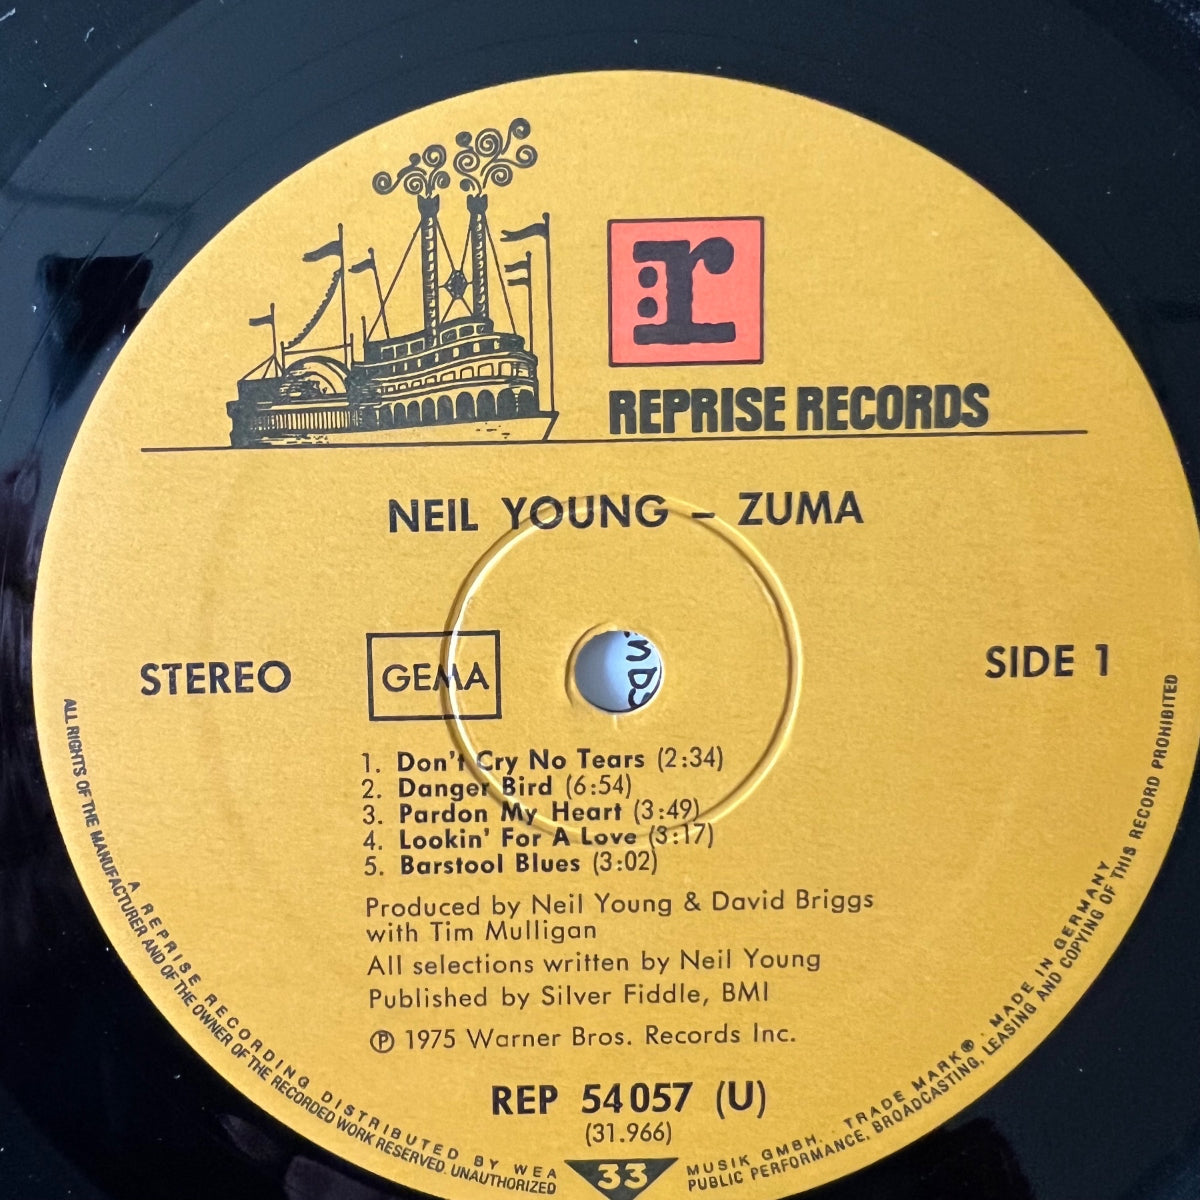 r
REPRISE RECORDS
NEIL YOUNG – ZUMA
STEREO
GEMA
SIDE 1
1. Don't Cry No Tears (2:34)
2. Danger Bird (6:54)
3. Pardon My Heart (3:49)
4. Lookin' For A Love (3:17)
5. Barstool Blues (3:02)
Produced by Neil Young & David Briggs
with Tim Mulligan
All selections written by Neil Young
Published by Silver Fiddle, BMI
℗ 1975 Warner Bros. Records Inc.
REP 54 057 (U)
(31.966)
33
A REPRISE RECORDING DISTRIBUTED BY WEA MUSIK GMBH. TRADE MARK®. MADE IN GERMANY
ALL RIGHTS OF THE MANUFACTURER AND OF THE OWNER OF THE RECORDED WORK RESERVED. UNAUTHORIZED PUBLIC PERFORMANCE, BROADCASTING, LEASING AND COPYING OF THIS RECORD PROHIBITED